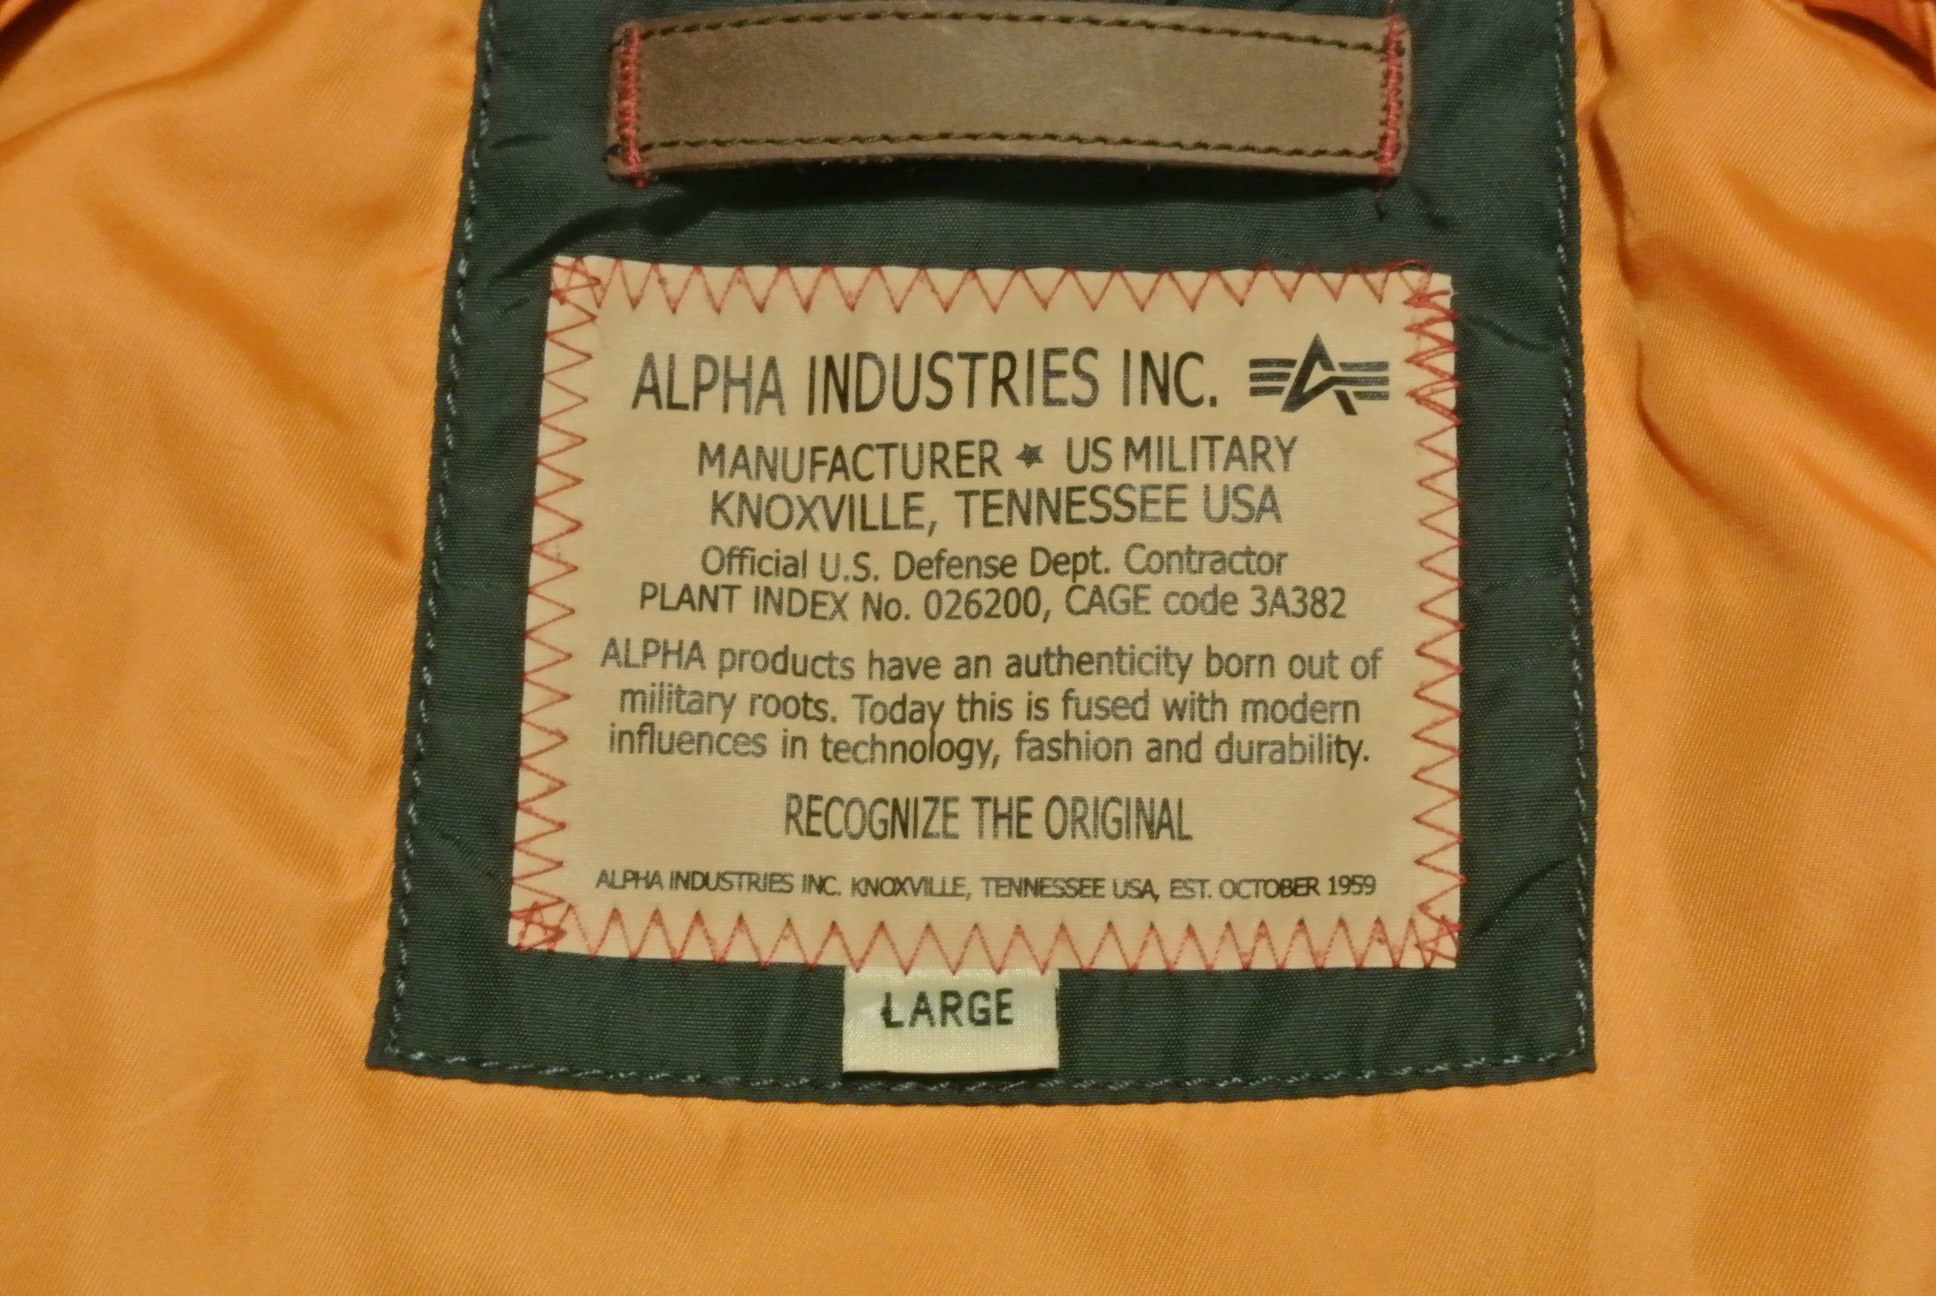 ALPHA INDUSTRIES INC.
MANUFACTURER ★ US MILITARY
KNOXVILLE, TENNESSEE USA
Official U.S. Defense Dept. Contractor
PLANT INDEX No. 026200, CAGE code 3A382
ALPHA products have an authenticity born out of
military roots. Today this is fused with modern
influences in technology, fashion and durability.
RECOGNIZE THE ORIGINAL
ALPHA INDUSTRIES INC. KNOXVILLE, TENNESSEE USA, EST. OCTOBER 1959
LARGE